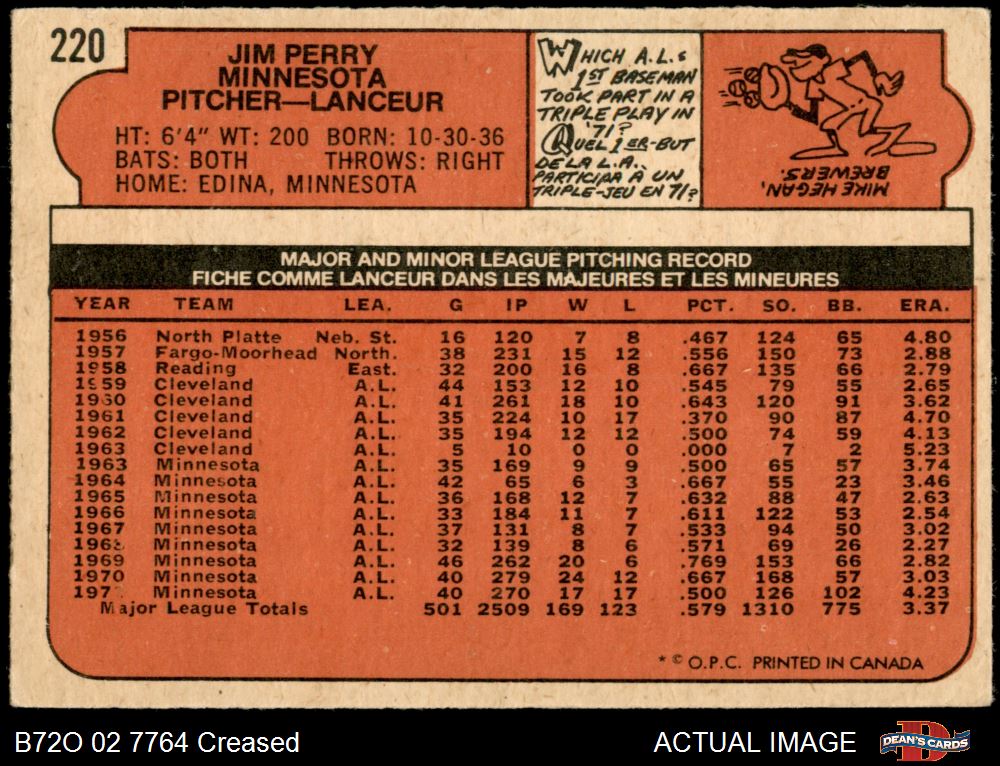 220
JIM PERRY
MINNESOTA
PITCHER—LANCEUR
HT: 6'4" WT: 200 BORN: 10-30-36
BATS: BOTH THROWS: RIGHT
HOME: EDINA, MINNESOTA
WHICH A.L.s
1ST BASEMAN
TOOK PART IN A
TRIPLE PLAY IN
'71?
QUEL 1ER-BUT
DE LA L.A.
PARTICIPA A UN
TRIPLE-JEU EN 71?
MIKE HEGAN,
BREWERS.
MAJOR AND MINOR LEAGUE PITCHING RECORD
FICHE COMME LANCEUR DANS LES MAJEURES ET LES MINEURES
YEAR TEAM LEA. G IP W L PCT. SO. BB. ERA.
1956 North Platte Neb. St. 16 120 7 8 .467 124 65 4.80
1957 Fargo-Moorhead North. 38 231 15 12 .556 150 73 2.88
1958 Reading East. 32 200 16 8 .667 135 66 2.79
1959 Cleveland A.L. 44 153 12 10 .545 79 55 2.65
1960 Cleveland A.L. 41 261 18 10 .643 120 91 3.62
1961 Cleveland A.L. 35 224 10 17 .370 90 87 4.70
1962 Cleveland A.L. 35 194 12 12 .500 74 59 4.13
1963 Cleveland A.L. 5 10 0 0 .000 7 2 5.23
1963 Minnesota A.L. 35 169 9 9 .500 65 57 3.74
1964 Minnesota A.L. 42 65 6 3 .667 55 23 3.46
1965 Minnesota A.L. 36 168 12 7 .632 88 47 2.63
1966 Minnesota A.L. 33 184 11 7 .611 122 53 2.54
1967 Minnesota A.L. 37 131 8 7 .533 94 50 3.02
1968 Minnesota A.L. 32 139 8 6 .571 69 26 2.27
1969 Minnesota A.L. 46 262 20 6 .769 153 66 2.82
1970 Minnesota A.L. 40 279 24 12 .667 168 57 3.03
197 Minnesota A.L. 40 270 17 17 .500 126 102 4.23
Major League Totals 501 2509 169 123 .579 1310 775 3.37
* © O.P.C. PRINTED IN CANADA
B72O 02 7764 Creased
ACTUAL IMAGE
D
DEAN'S CARDS